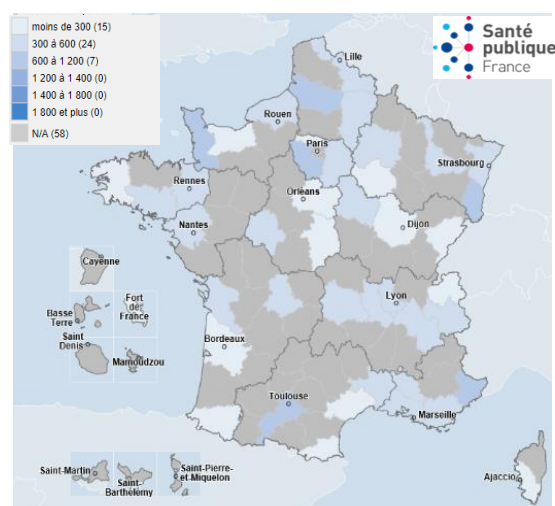 moins de 300 (15)
300 à 600 (24)
600 à 1 200 (7)
1 200 à 1 400 (0)
1 400 à 1 800 (0)
1 800 et plus (0)
N/A (58)
Santé
publique
France
Lille
Rouen
Paris
Strasbourg
Rennes
Orléans
Nantes
Dijon
Cayenne
Lyon
Basse
Terre
Fort
de
France
Saint
Denis
Mamoudzou
Bordeaux
Toulouse
Marseille
Saint-Martin
Saint-
Barthélomy
Saint-Pierre-
et-Miquelon
Ajaccio